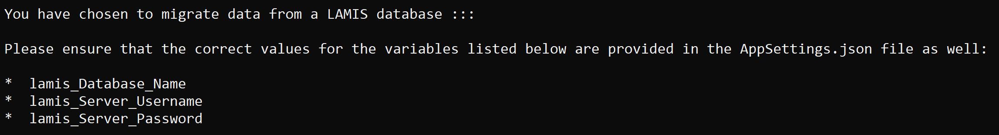 You have chosen to migrate data from a LAMIS database :::
Please ensure that the correct values for the variables listed below are provided in the AppSettings.json file as well:
*  lamis_Database_Name
*  lamis_Server_Username
*  lamis_Server_Password